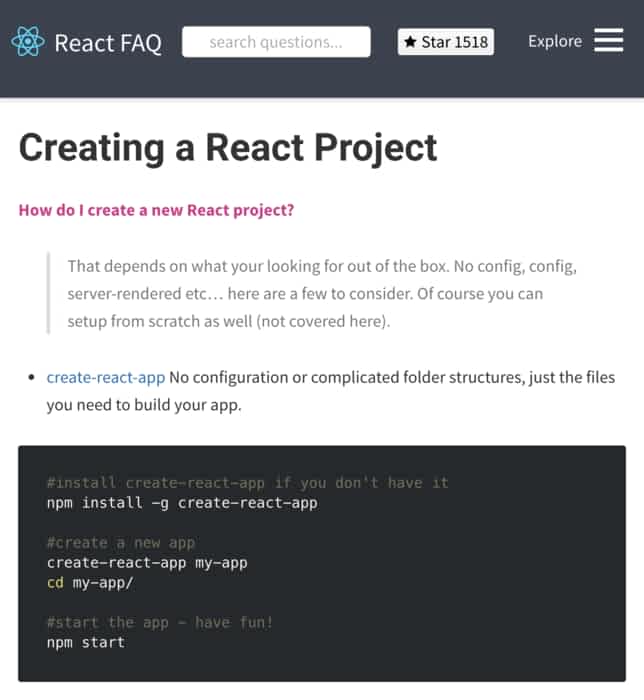 React FAQ
search questions...
★ Star 1518
Explore
Creating a React Project
How do I create a new React project?
That depends on what your looking for out of the box. No config, config,
server-rendered etc… here are a few to consider. Of course you can
setup from scratch as well (not covered here).
• create-react-app No configuration or complicated folder structures, just the files
you need to build your app.
#install create-react-app if you don't have it
npm install -g create-react-app
#create a new app
create-react-app my-app
cd my-app/
#start the app - have fun!
npm start